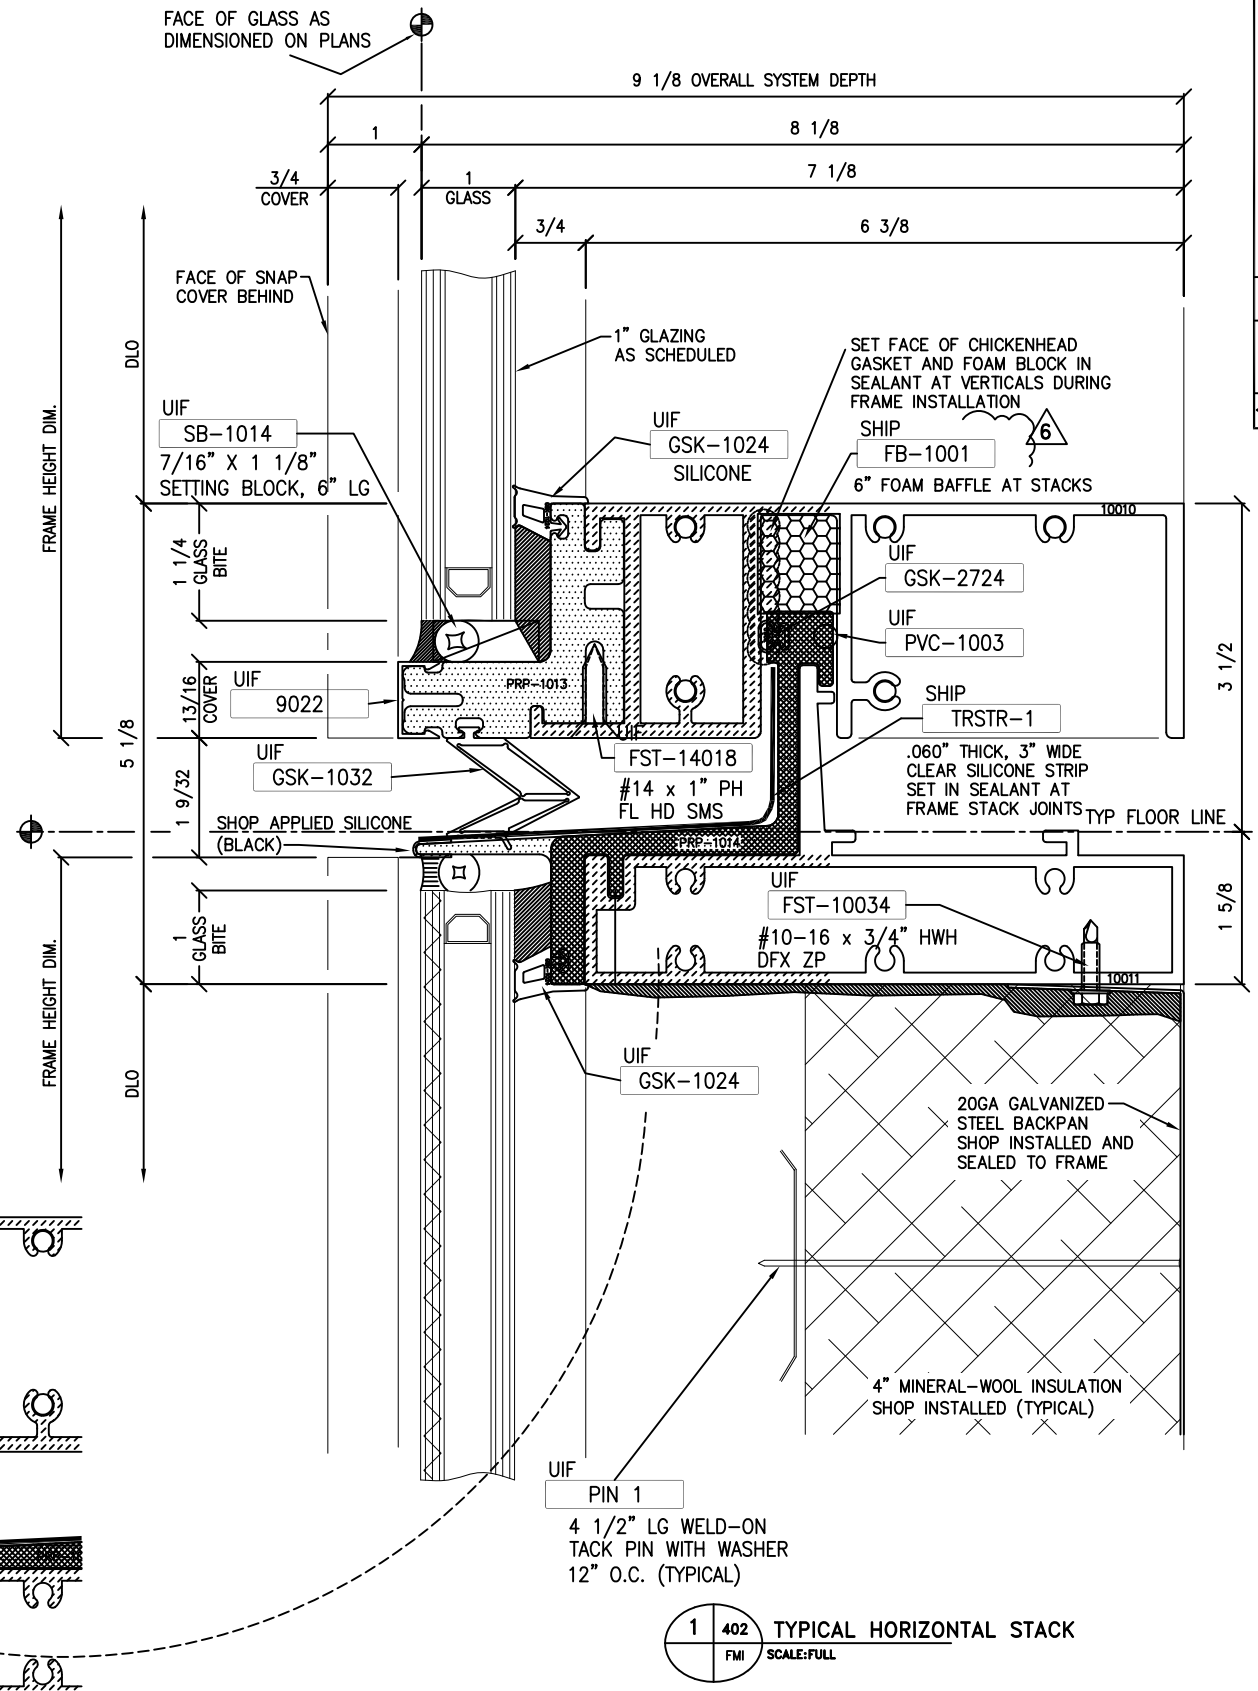 FACE OF GLASS AS
DIMENSIONED ON PLANS
9 1/8 OVERALL SYSTEM DEPTH
1
8 1/8
3/4
COVER
1
GLASS
7 1/8
3/4
6 3/8
FACE OF SNAP
COVER BEHIND
1" GLAZING
AS SCHEDULED
SET FACE OF CHICKENHEAD
GASKET AND FOAM BLOCK IN
SEALANT AT VERTICALS DURING
FRAME INSTALLATION
6
DLO
FRAME HEIGHT DIM.
UIF
SB-1014
7/16" X 1 1/8"
SETTING BLOCK, 6" LG
UIF
GSK-1024
SILICONE
SHIP
FB-1001
6" FOAM BAFFLE AT STACKS
10010
1 1/4
GLASS
BITE
UIF
GSK-2724
UIF
PVC-1003
3 1/2
13/16
COVER
UIF
9022
PRP-1013
SHIP
TRSTR-1
.060" THICK, 3" WIDE
CLEAR SILICONE STRIP
SET IN SEALANT AT
FRAME STACK JOINTS
5 1/8
UIF
GSK-1032
UIF
FST-14018
#14 x 1" PH
FL HD SMS
1 9/32
SHOP APPLIED SILICONE
(BLACK)
TYP FLOOR LINE
PRP-1014
UIF
FST-10034
#10-16 x 3/4" HWH
DFX ZP
1 5/8
1
GLASS
BITE
10011
FRAME HEIGHT DIM.
DLO
UIF
GSK-1024
20GA GALVANIZED
STEEL BACKPAN
SHOP INSTALLED AND
SEALED TO FRAME
4" MINERAL-WOOL INSULATION
SHOP INSTALLED (TYPICAL)
UIF
PIN 1
4 1/2" LG WELD-ON
TACK PIN WITH WASHER
12" O.C. (TYPICAL)
1
402
FMI
TYPICAL HORIZONTAL STACK
SCALE:FULL